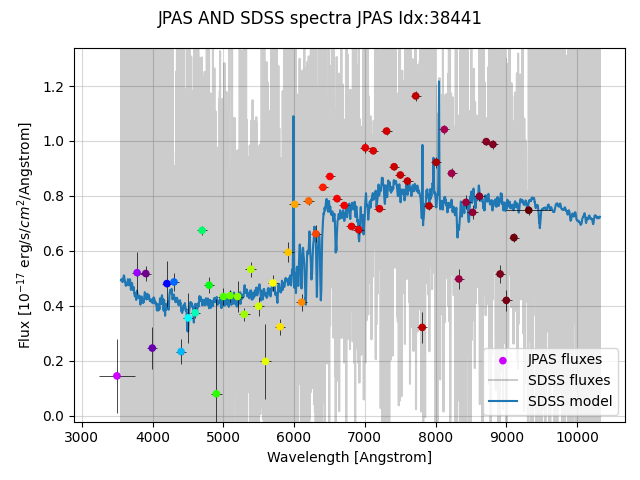 JPAS AND SDSS spectra JPAS Idx:38441
Flux [10⁻¹⁷ erg/s/cm²/Angstrom]
1.2
1.0
0.8
0.6
0.4
0.2
0.0
JPAS fluxes
SDSS fluxes
SDSS model
3000 4000 5000 6000 7000 8000 9000 10000
Wavelength [Angstrom]